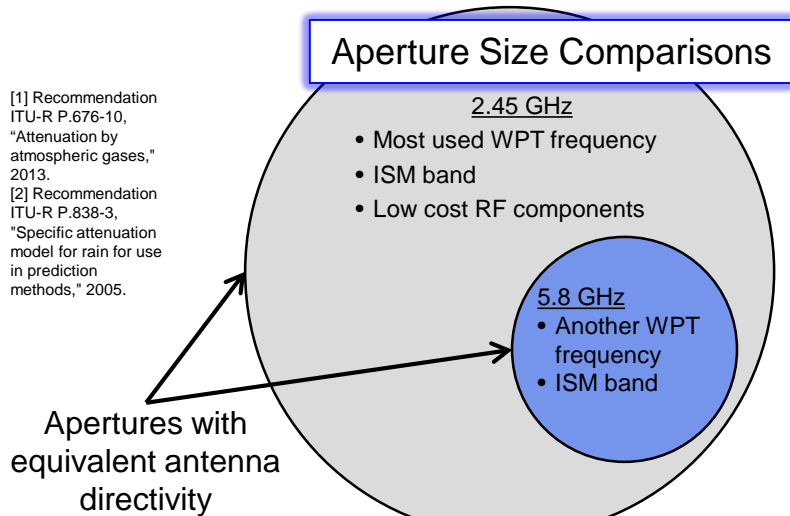 Aperture Size Comparisons
[1] Recommendation
ITU-R P.676-10,
“Attenuation by
atmospheric gases,"
2013.
[2] Recommendation
ITU-R P.838-3,
"Specific attenuation
model for rain for use
in prediction
methods," 2005.
2.45 GHz
• Most used WPT frequency
• ISM band
• Low cost RF components
5.8 GHz
• Another WPT
frequency
• ISM band
Apertures with
equivalent antenna
directivity